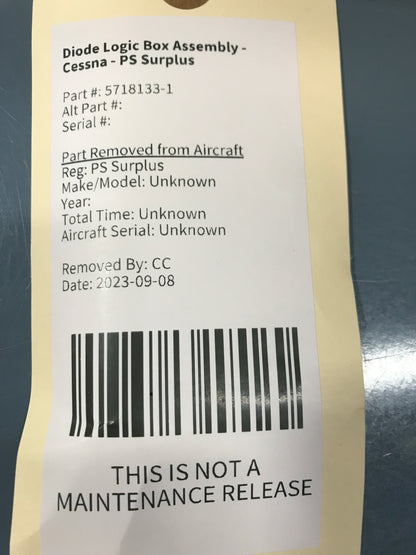 Diode Logic Box Assembly -
Cessna - PS Surplus
Part #: 5718133-1
Alt Part #:
Serial #:
Part Removed from Aircraft
Reg: PS Surplus
Make/Model: Unknown
Year:
Total Time: Unknown
Aircraft Serial: Unknown
Removed By: CC
Date: 2023-09-08
THIS IS NOT A
MAINTENANCE RELEASE